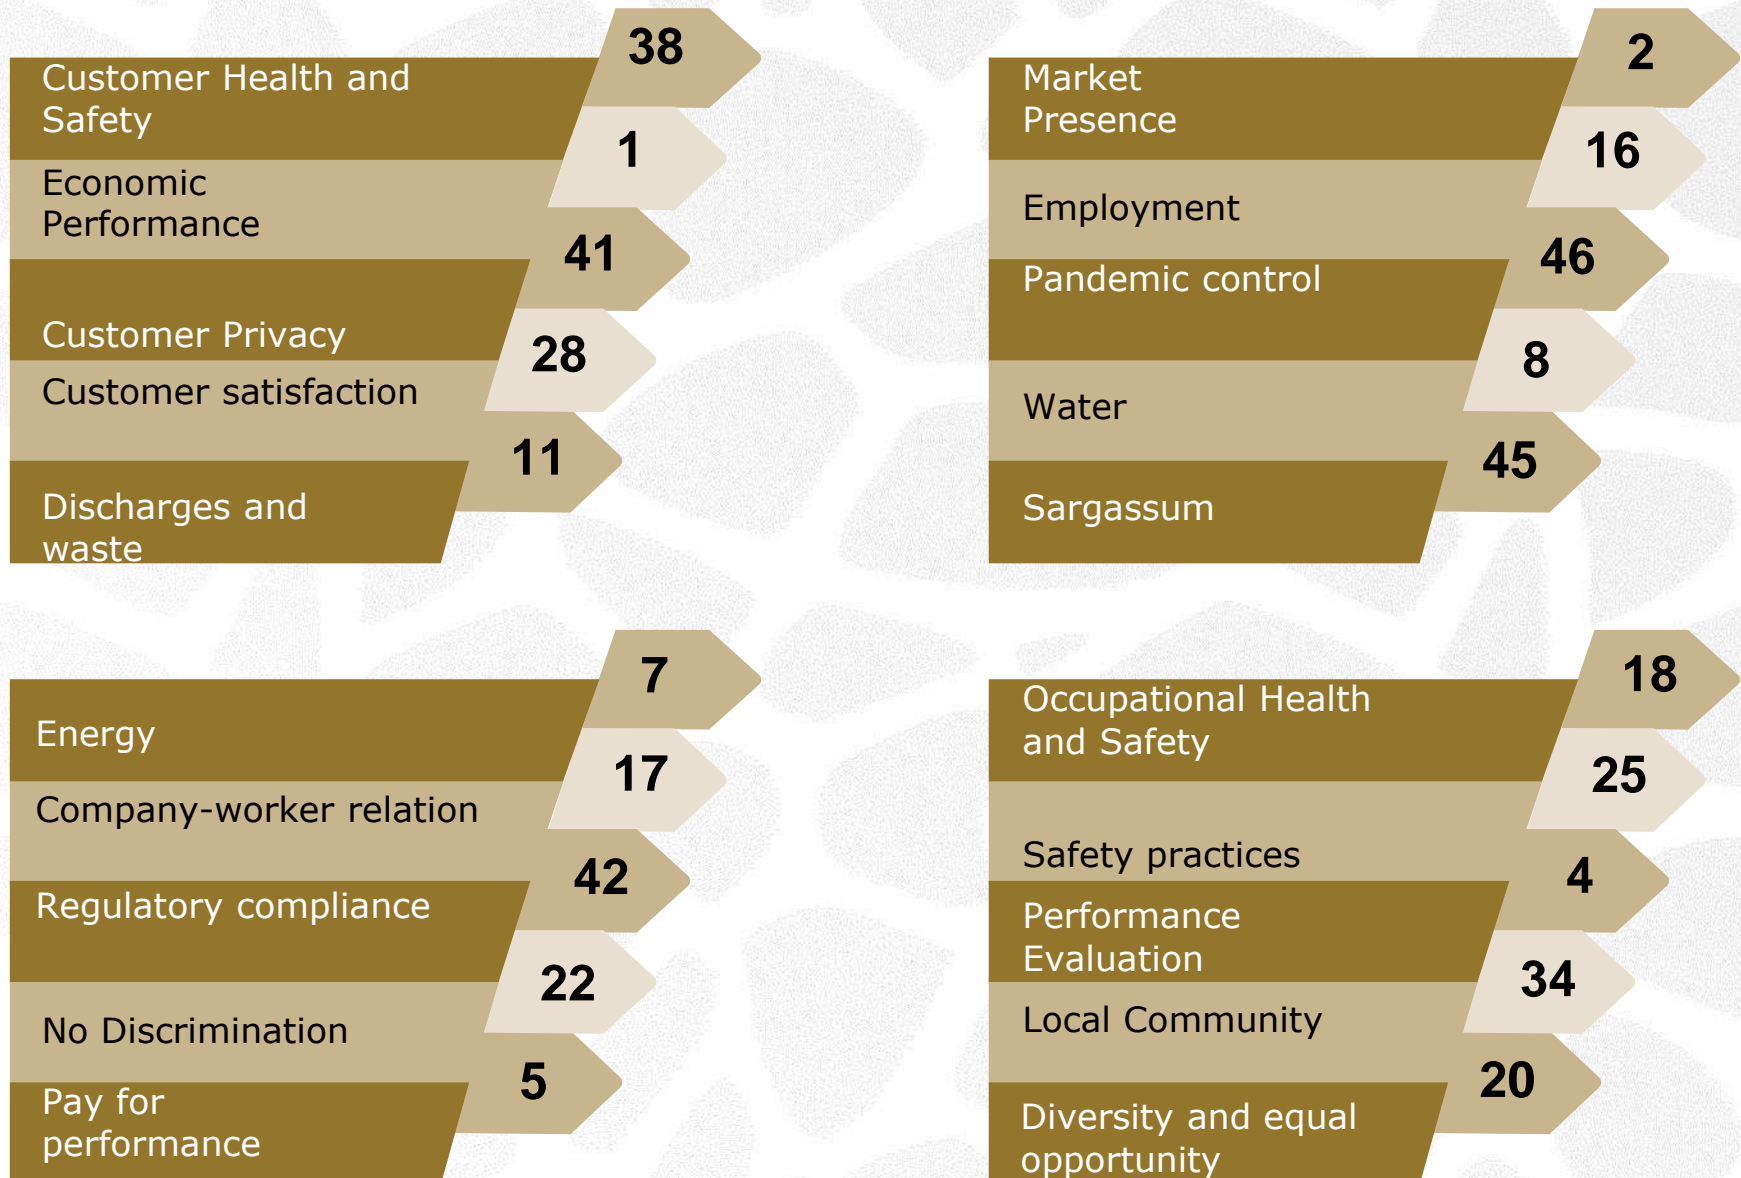 38
Customer Health and
Safety
1
Economic
Performance
41
Customer Privacy
28
Customer satisfaction
11
Discharges and
waste
2
Market
Presence
16
Employment
46
Pandemic control
8
Water
45
Sargassum
7
Energy
17
Company-worker relation
42
Regulatory compliance
22
No Discrimination
5
Pay for
performance
18
Occupational Health
and Safety
25
Safety practices
4
Performance
Evaluation
34
Local Community
20
Diversity and equal
opportunity